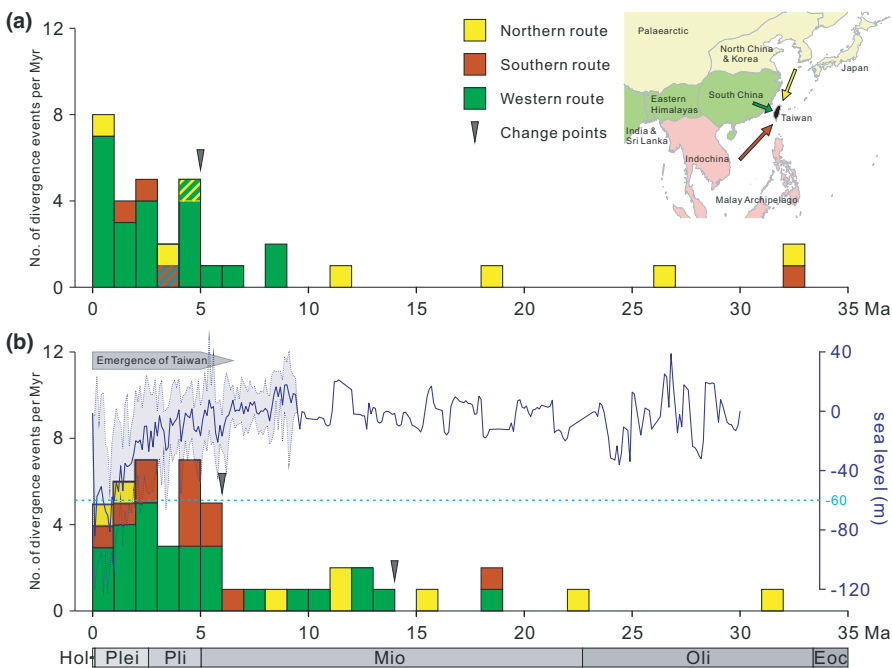 (a)
12
8
4
0
No. of divergence events per Myr
Northern route
Southern route
Western route
Change points
Palaearctic
North China
& Korea
Japan
South China
Eastern
Himalayas
Taiwan
India &
Sri Lanka
Indochina
Malay Archipelago
0 5 10 15 20 25 30 35 Ma
(b)
12
8
4
0
No. of divergence events per Myr
Emergence of Taiwan
40
0
-40
-60
-80
-120
sea level (m)
0 5 10 15 20 25 30 35 Ma
Hol Plei Pli Mio Oli Eoc